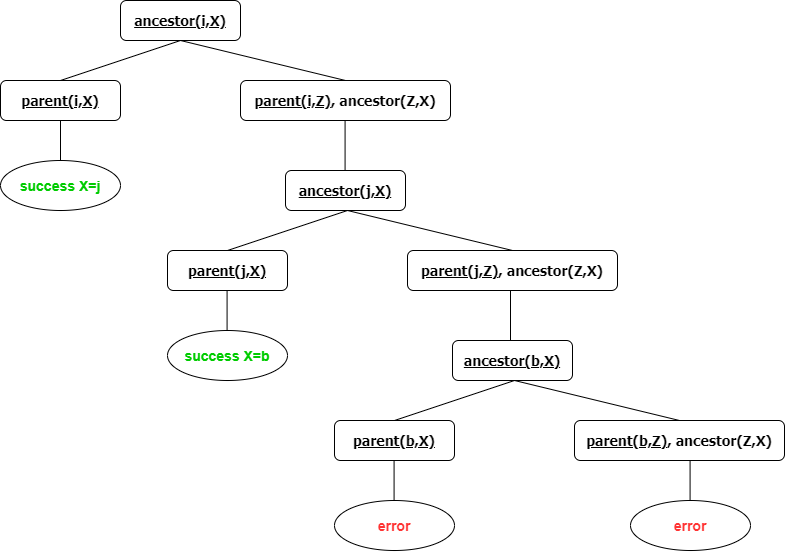 ancestor(i,X)
parent(i,X)
parent(i,Z), ancestor(Z,X)
success X=j
ancestor(j,X)
parent(j,X)
parent(j,Z), ancestor(Z,X)
success X=b
ancestor(b,X)
parent(b,X)
parent(b,Z), ancestor(Z,X)
error
error